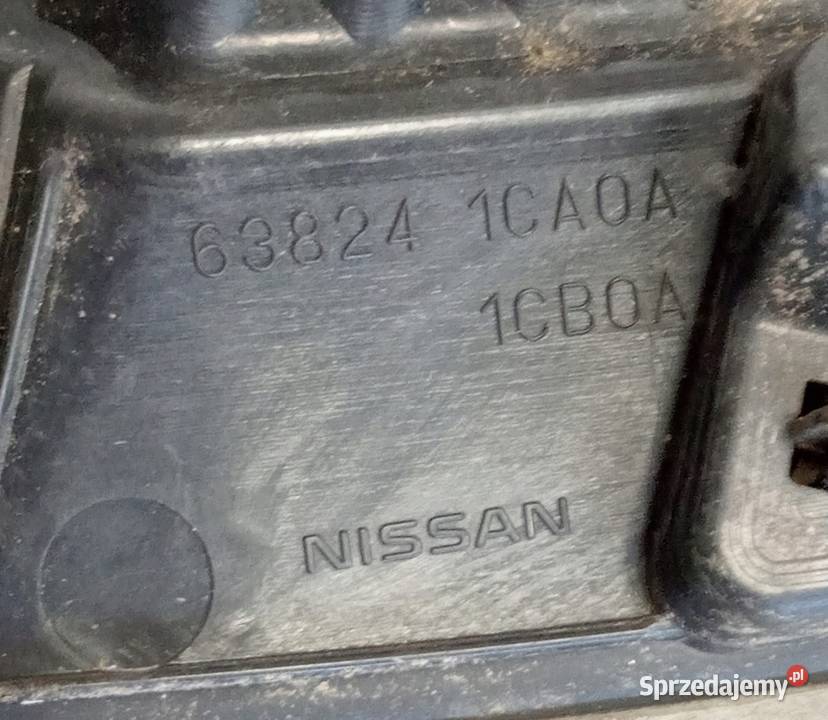 63824 1CA0A
1CB0A
NISSAN
Sprzedajemy.pl